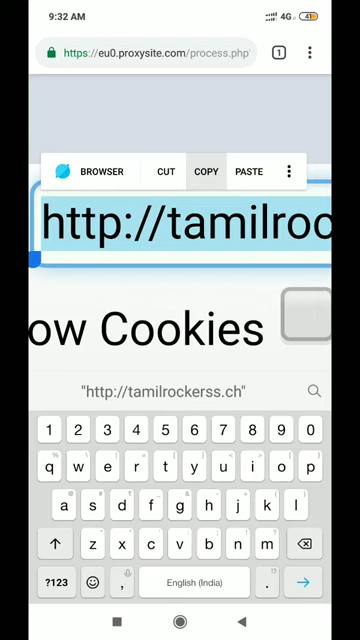 9:32 AM
4G
41
https://eu0.proxysite.com/process.php?
1
BROWSER CUT COPY PASTE
http://tamilroc
ow Cookies
"http://tamilrockerss.ch"
1 2 3 4 5 6 7 8 9 0
q w e r t y u i o p
a s d f g h j k l
z x c v b n m
?123 , English (India) . !?